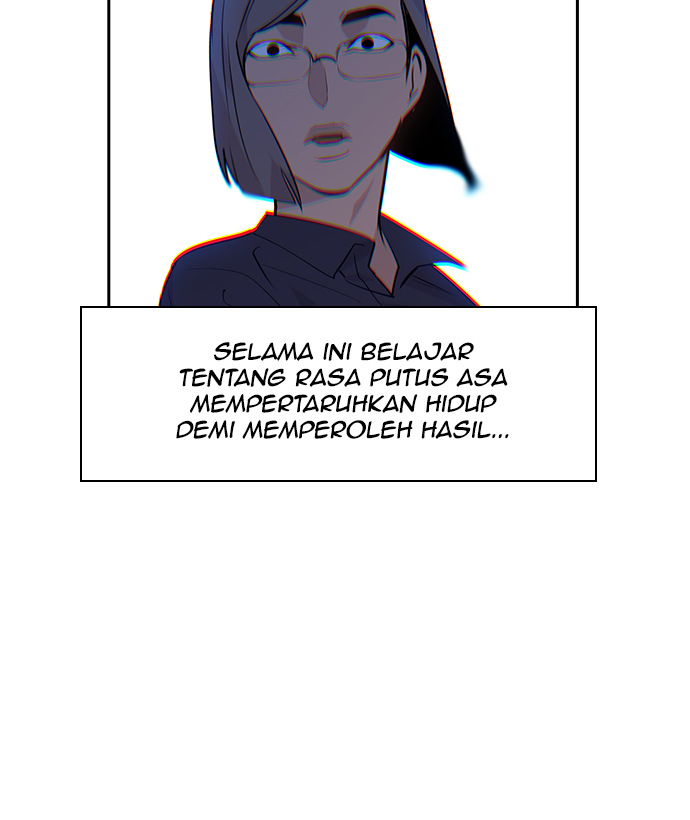 SELAMA INI BELAJAR
TENTANG RASA PUTUS ASA
MEMPERTARUHKAN HIDUP
DEMI MEMPEROLEH HASIL...